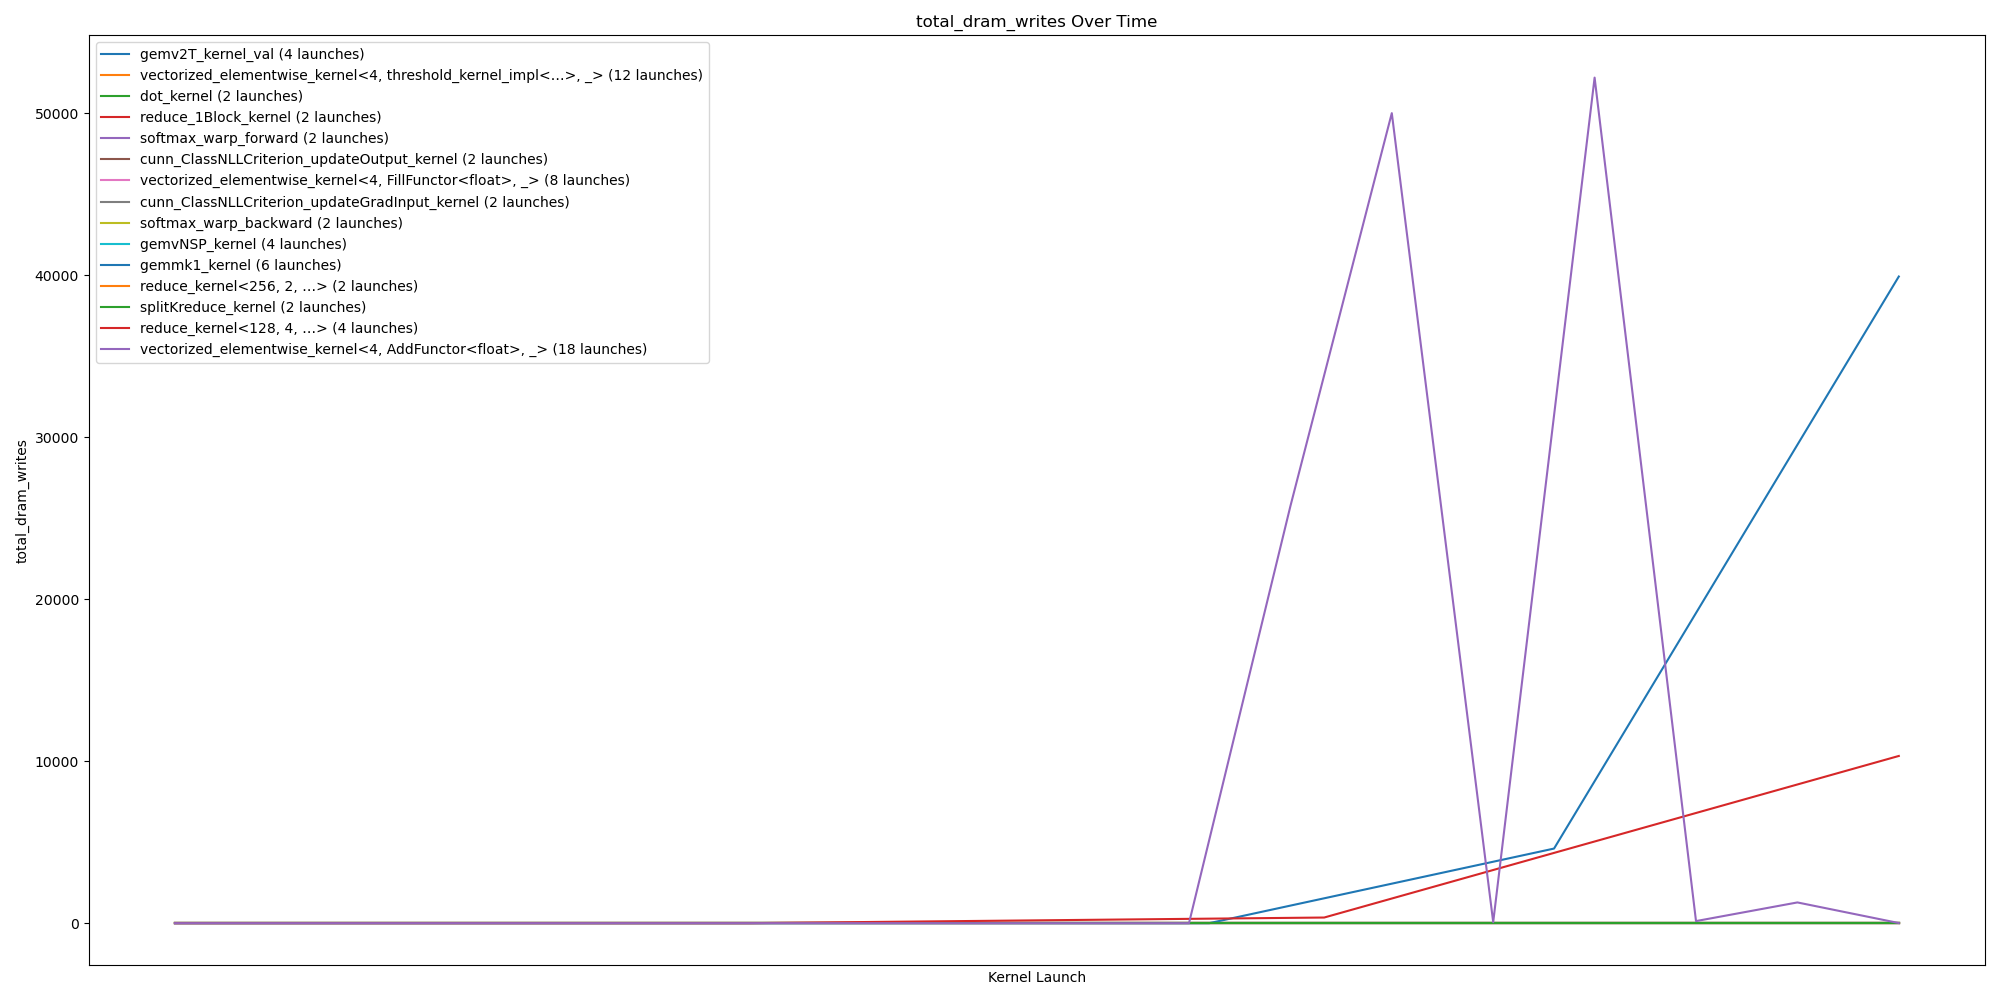 total_dram_writes Over Time
gemv2T_kernel_val (4 launches)
vectorized_elementwise_kernel<4, threshold_kernel_impl<...>, _> (12 launches)
dot_kernel (2 launches)
reduce_1Block_kernel (2 launches)
softmax_warp_forward (2 launches)
cunn_ClassNLLCriterion_updateOutput_kernel (2 launches)
vectorized_elementwise_kernel<4, FillFunctor<float>, _> (8 launches)
cunn_ClassNLLCriterion_updateGradInput_kernel (2 launches)
softmax_warp_backward (2 launches)
gemvNSP_kernel (4 launches)
gemmk1_kernel (6 launches)
reduce_kernel<256, 2, ...> (2 launches)
splitKreduce_kernel (2 launches)
reduce_kernel<128, 4, ...> (4 launches)
vectorized_elementwise_kernel<4, AddFunctor<float>, _> (18 launches)
50000
40000
30000
20000
10000
0
total_dram_writes
Kernel Launch